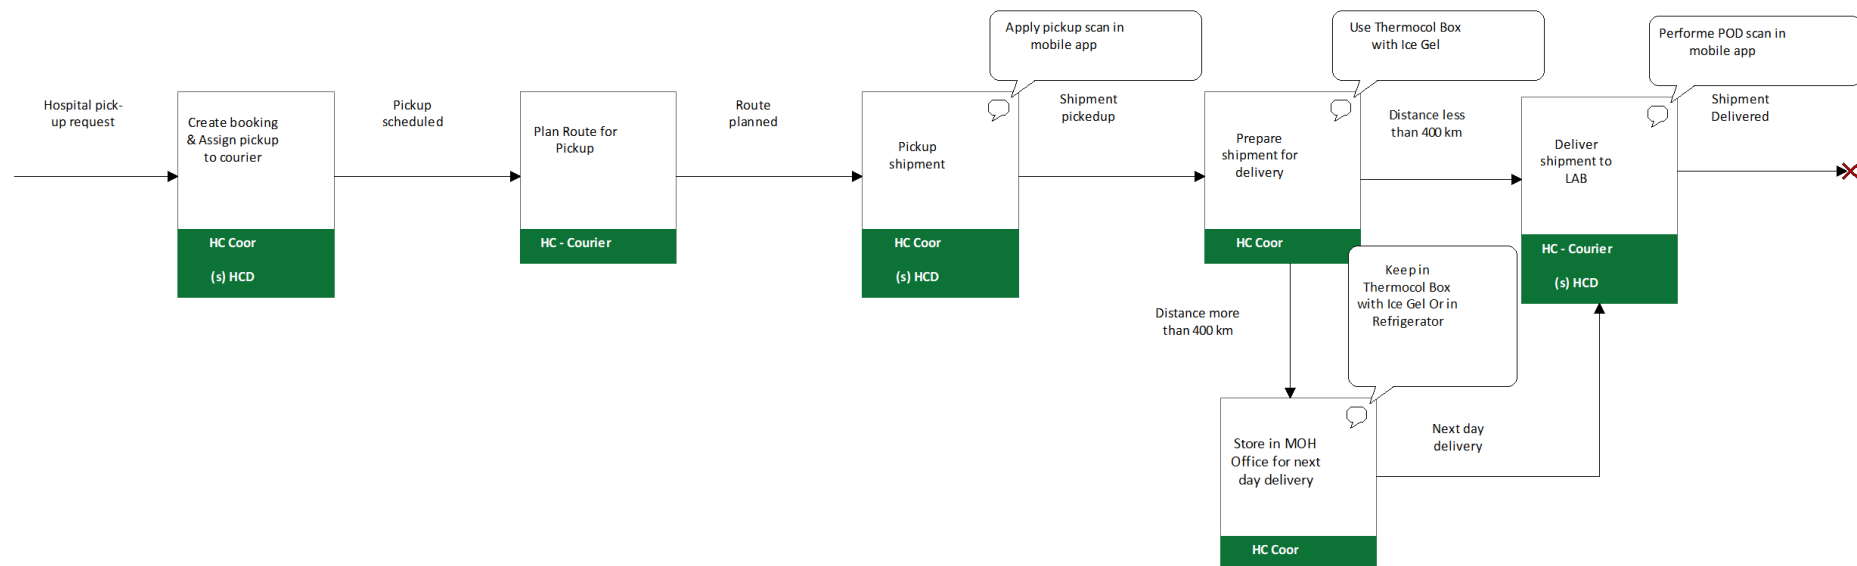 Apply pickup scan in
mobile app
Use Thermocol Box
with Ice Gel
Performe POD scan in
mobile app
Hospital pick-
up request
Create booking
& Assign pickup
to courier
HC Coor
(s) HCD
Pickup
scheduled
Plan Route for
Pickup
HC - Courier
Route
planned
Pickup
shipment
HC Coor
(s) HCD
Shipment
pickedup
Prepare
shipment for
delivery
HC Coor
Distance less
than 400 km
Deliver
shipment to
LAB
HC - Courier
(s) HCD
Shipment
Delivered
Distance more
than 400 km
Keep in
Thermocol Box
with Ice Gel Or in
Refrigerator
Store in MOH
Office for next
day delivery
HC Coor
Next day
delivery